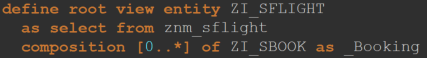 define root view entity ZI_SFLIGHT
as select from znm_sflight
composition [0..*] of ZI_SBOOK as _Booking